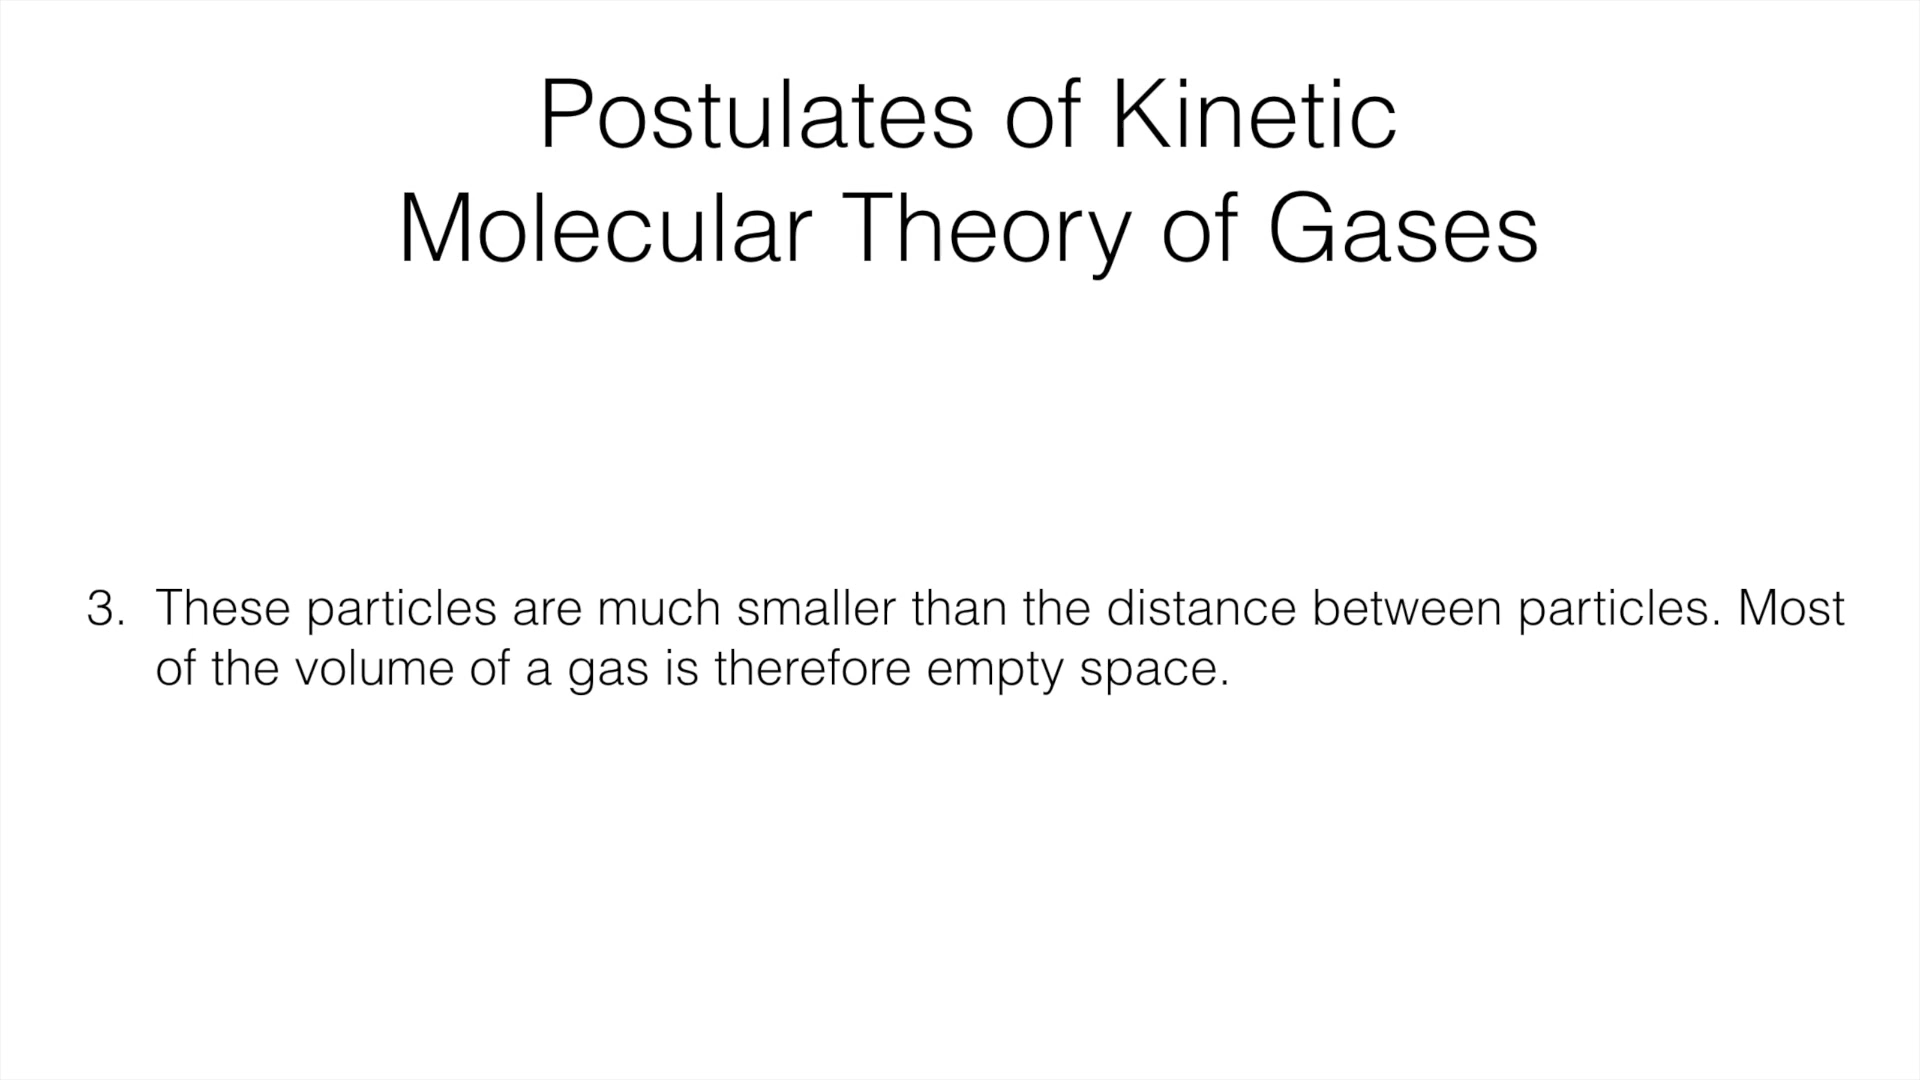 Postulates of Kinetic
Molecular Theory of Gases
3. These particles are much smaller than the distance between particles. Most
of the volume of a gas is therefore empty space.